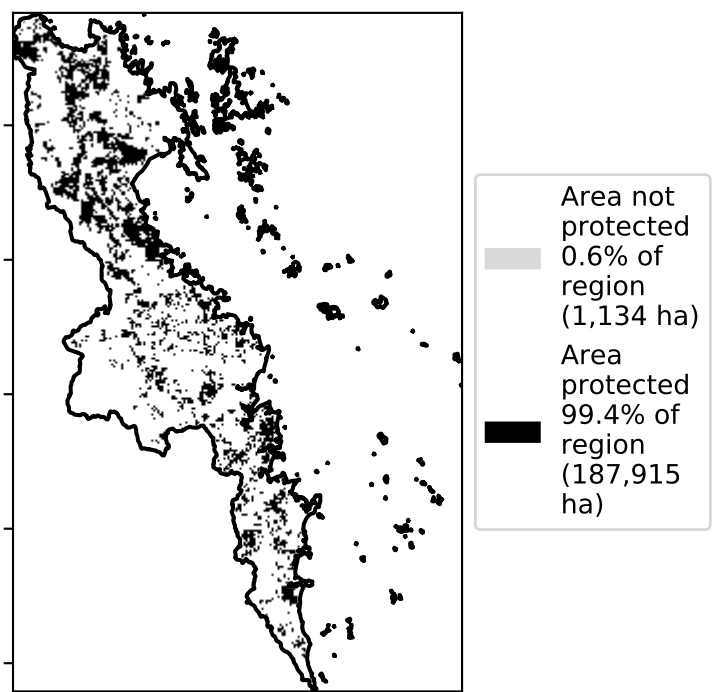 Area not
protected
0.6% of
region
(1,134 ha)
Area
protected
99.4% of
region
(187,915
ha)